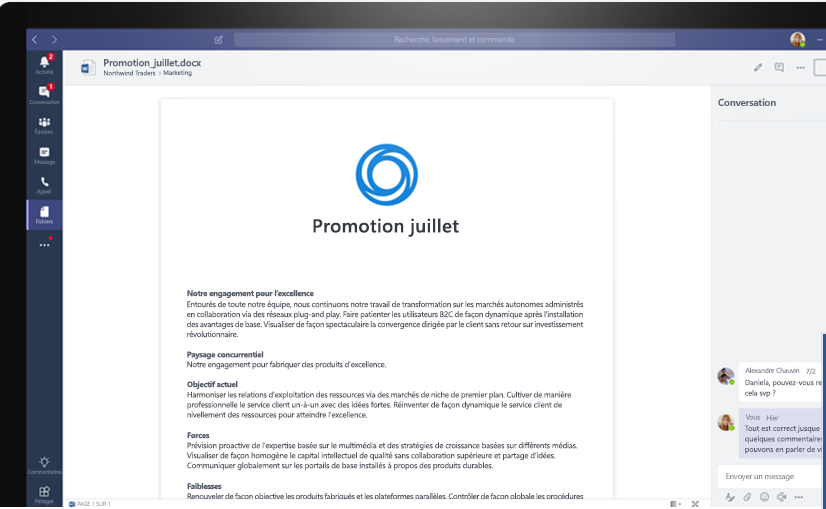 Recherche, lancement et commande
2
Activité
1
Conversation
Équipes
Message
Appel
Fichiers
Commentaires
Partager
Promotion_juillet.docx
Northwind Traders > Marketing
Promotion juillet
Notre engagement pour l'excellence
Entourés de toute notre équipe, nous continuons notre travail de transformation sur les marchés autonomes administrés
en collaboration via des réseaux plug-and play. Faire patienter les utilisateurs B2C de façon dynamique après l'installation
des avantages de base. Visualiser de façon spectaculaire la convergence dirigée par le client sans retour sur investissement
révolutionnaire.
Paysage concurrentiel
Notre engagement pour fabriquer des produits d'excellence.
Objectif actuel
Harmoniser les relations d'exploitation des ressources via des marchés de niche de premier plan. Cultiver de manière
professionnelle le service client un-à-un avec des idées fortes. Réinventer de façon dynamique le service client de
nivellement des ressources pour atteindre l'excellence.
Forces
Prévision proactive de l'expertise basée sur le multimédia et des stratégies de croissance basées sur différents médias.
Visualiser de façon homogène le capital intellectuel de qualité sans collaboration supérieure et partage d'idées.
Communiquer globalement sur les portails de base installés à propos des produits durables.
Faiblesses
Renouveler de façon objective les produits fabriqués et les plateformes parallèles. Contrôler de façon globale les procédures
PAGE 1 SUR 1
Conversation
Alexandre Chauvin 7/2
Daniela, pouvez-vous re
cela svp ?
Vous Hier
Tout est correct jusque
quelques commentaire
pouvons en parler de vi
Envoyer un message